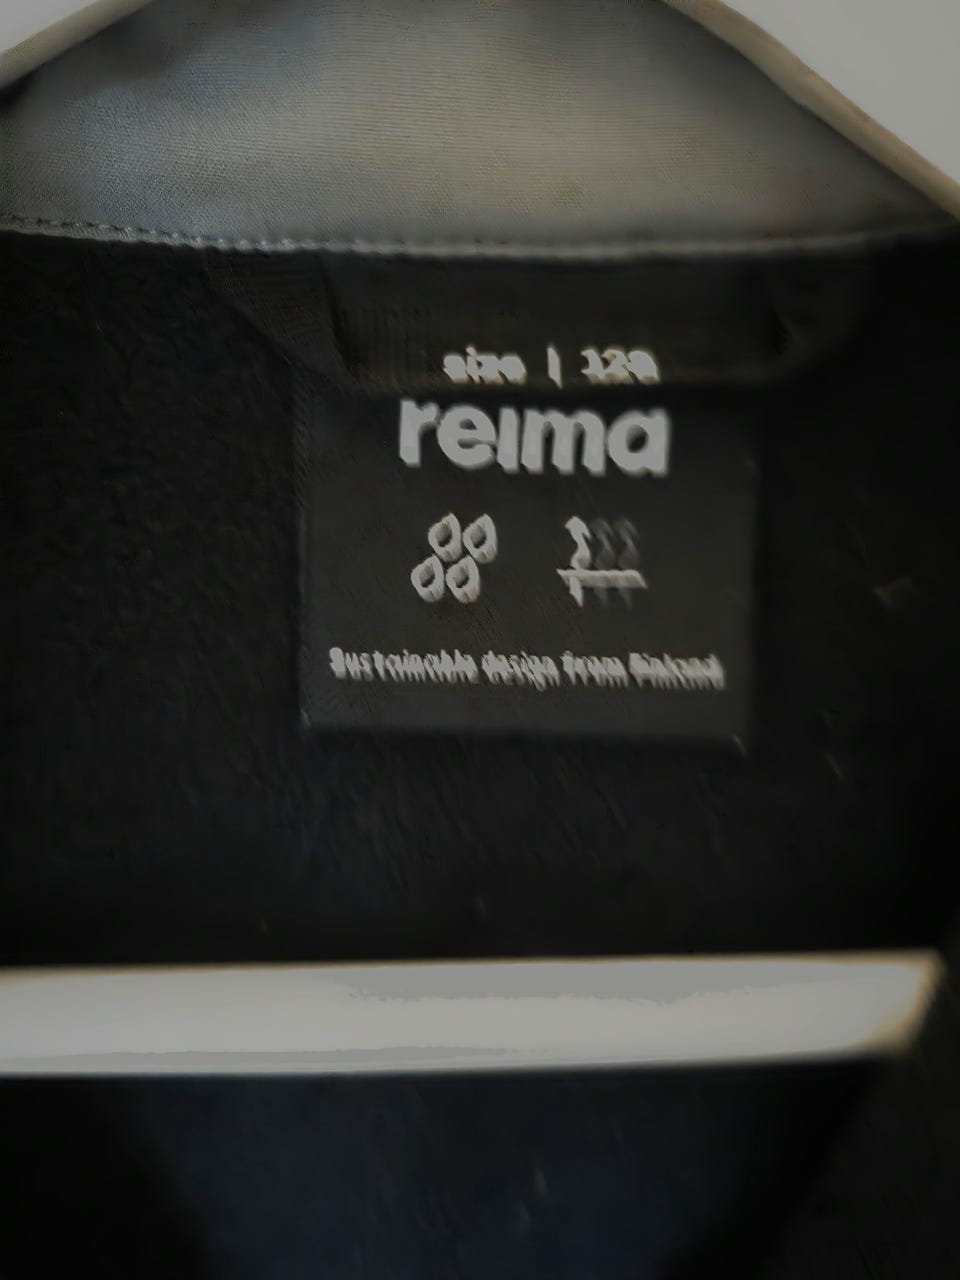 size |
reima
Sustainable design from Finland